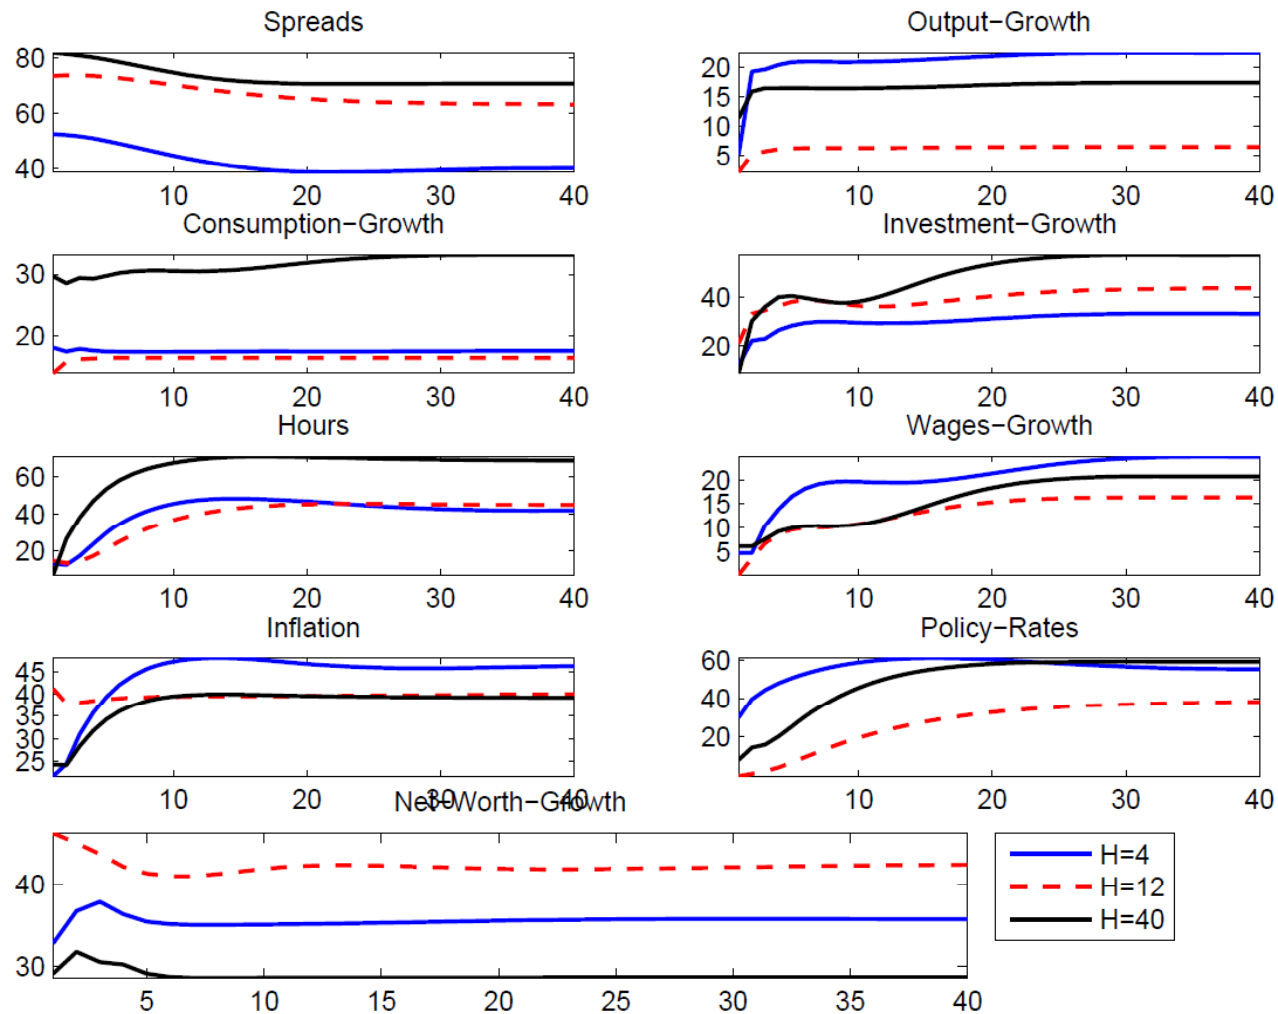 Spreads
80
60
40
10 20 30 40
Output−Growth
20
15
10
5
10 20 30 40
Consumption−Growth
30
20
10 20 30 40
Investment−Growth
40
20
10 20 30 40
Hours
60
40
20
10 20 30 40
Wages−Growth
20
15
10
5
10 20 30 40
Inflation
45
40
35
30
25
10 20 30 40
Policy−Rates
60
40
20
10 20 30 40
Net−Worth−Growth
40
30
5 10 15 20 25 30 35 40
H=4
H=12
H=40